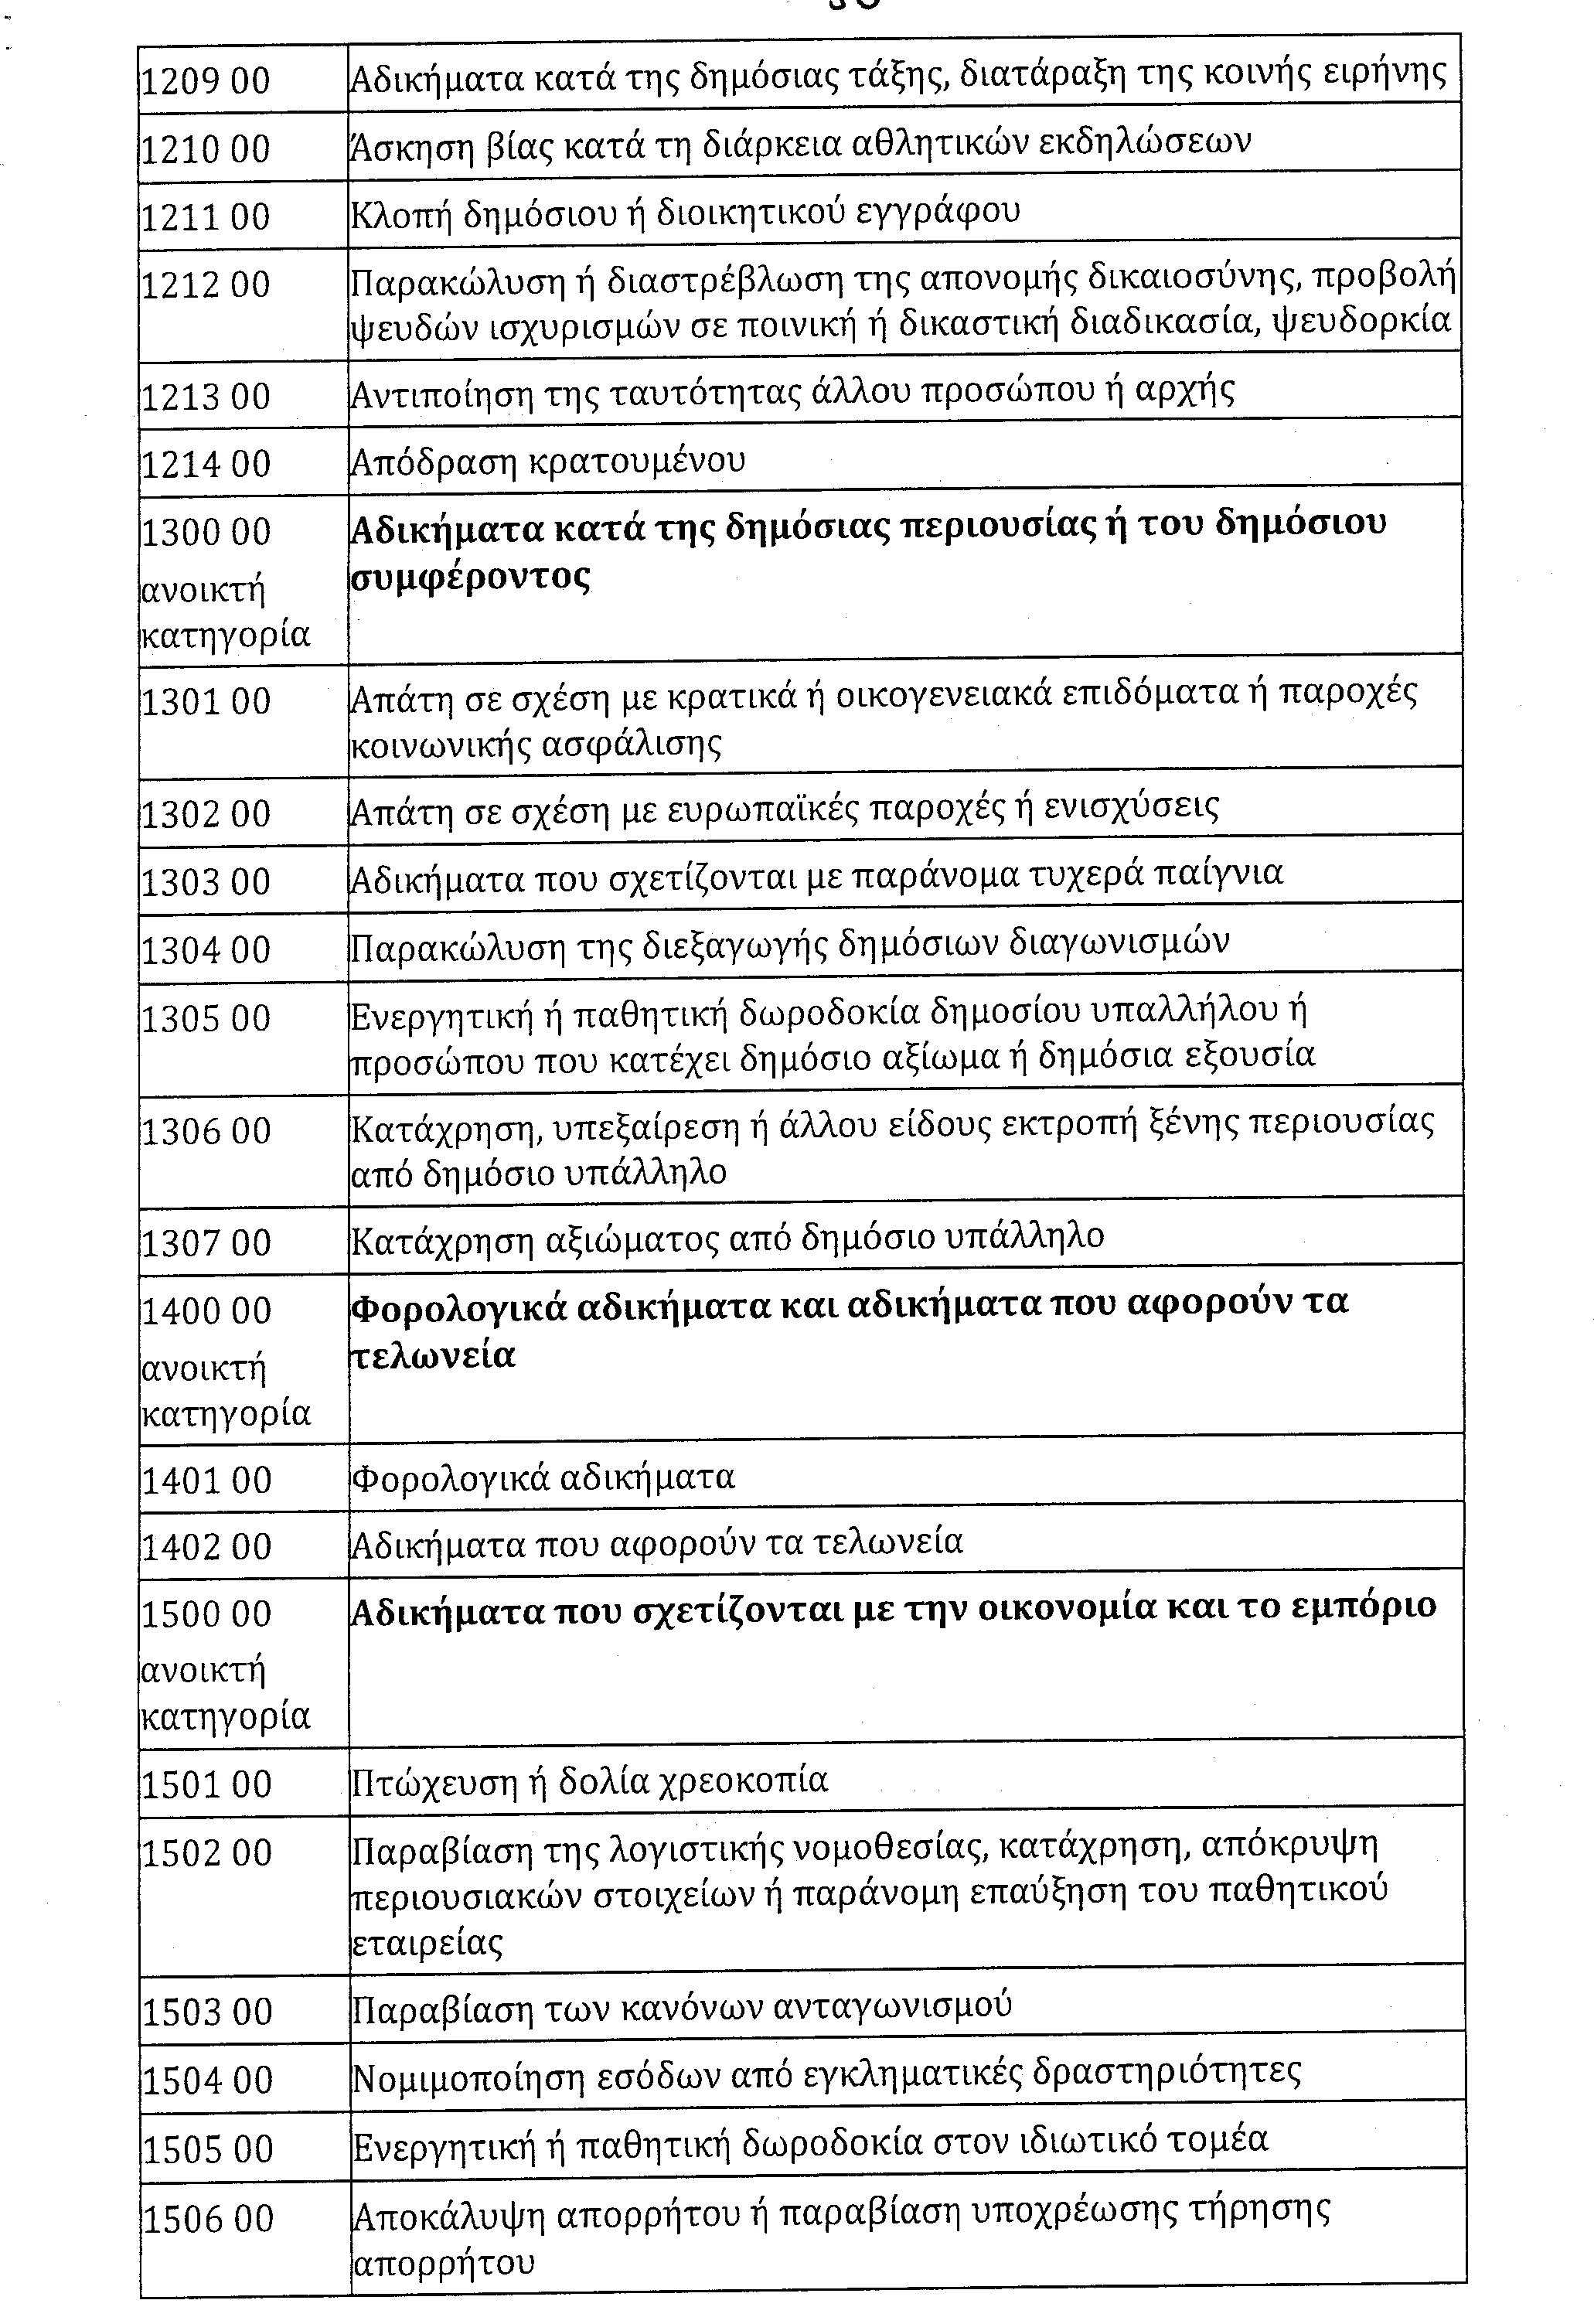 1209 00 Αδικήματα κατά της δημόσιας τάξης, διατάραξη της κοινής ειρήνης
1210 00 Άσκηση βίας κατά τη διάρκεια αθλητικών εκδηλώσεων
1211 00 Κλοπή δημόσιου ή διοικητικού εγγράφου
1212 00 Παρακώλυση ή διαστρέβλωση της απονομής δικαιοσύνης, προβολή
ψευδών ισχυρισμών σε ποινική ή δικαστική διαδικασία, ψευδορκία
1213 00 Αντιποίηση της ταυτότητας άλλου προσώπου ή αρχής
1214 00 Απόδραση κρατουμένου
1300 00 Αδικήματα κατά της δημόσιας περιουσίας ή του δημόσιου
ανοικτή συμφέροντος
κατηγορία
1301 00 Απάτη σε σχέση με κρατικά ή οικογενειακά επιδόματα ή παροχές
κοινωνικής ασφάλισης
1302 00 Απάτη σε σχέση με ευρωπαϊκές παροχές ή ενισχύσεις
1303 00 Αδικήματα που σχετίζονται με παράνομα τυχερά παίγνια
1304 00 Παρακώλυση της διεξαγωγής δημόσιων διαγωνισμών
1305 00 Ενεργητική ή παθητική δωροδοκία δημοσίου υπαλλήλου ή
προσώπου που κατέχει δημόσιο αξίωμα ή δημόσια εξουσία
1306 00 Κατάχρηση, υπεξαίρεση ή άλλου είδους εκτροπή ξένης περιουσίας
από δημόσιο υπάλληλο
1307 00 Κατάχρηση αξιώματος από δημόσιο υπάλληλο
1400 00 Φορολογικά αδικήματα και αδικήματα που αφορούν τα
ανοικτή τελωνεία
κατηγορία
1401 00 Φορολογικά αδικήματα
1402 00 Αδικήματα που αφορούν τα τελωνεία
1500 00 Αδικήματα που σχετίζονται με την οικονομία και το εμπόριο
ανοικτή
κατηγορία
1501 00 Πτώχευση ή δολία χρεοκοπία
1502 00 Παραβίαση της λογιστικής νομοθεσίας, κατάχρηση, απόκρυψη
περιουσιακών στοιχείων ή παράνομη επαύξηση του παθητικού
εταιρείας
1503 00 Παραβίαση των κανόνων ανταγωνισμού
1504 00 Νομιμοποίηση εσόδων από εγκληματικές δραστηριότητες
1505 00 Ενεργητική ή παθητική δωροδοκία στον ιδιωτικό τομέα
1506 00 Αποκάλυψη απορρήτου ή παραβίαση υποχρέωσης τήρησης
απορρήτου